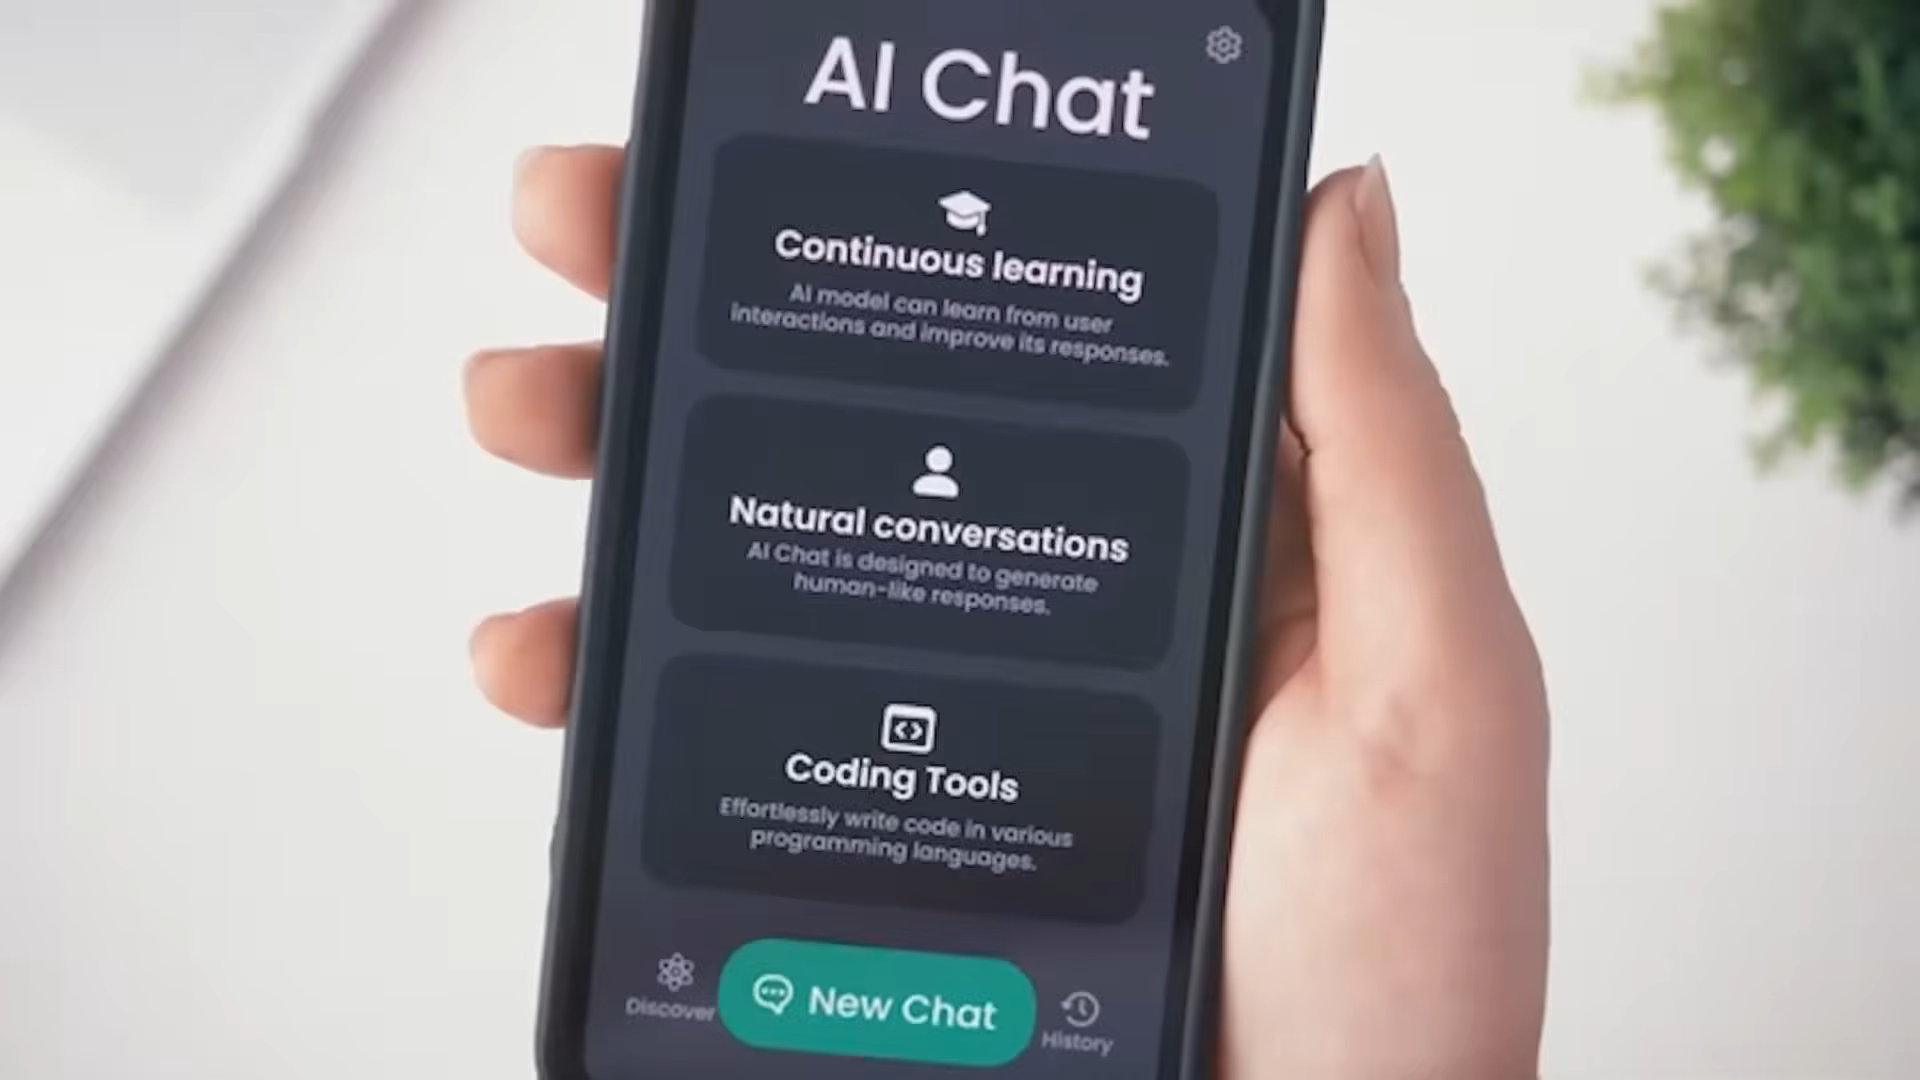 AI Chat
Continuous learning
AI model can learn from user
interactions and improve its responses.
Natural conversations
AI Chat is designed to generate
human-like responses.
Coding Tools
Effortlessly write code in various
programming languages.
Discover
New Chat
History